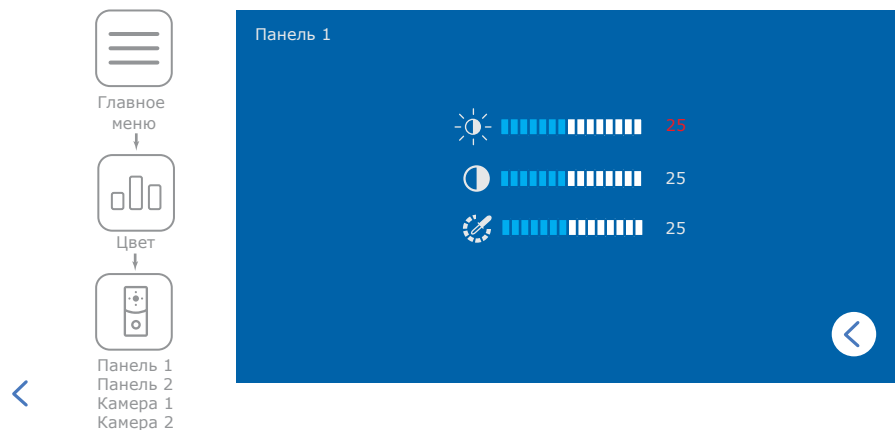 Главное
меню
Цвет
Панель 1
Панель 2
Камера 1
Камера 2
Панель 1
25
25
25